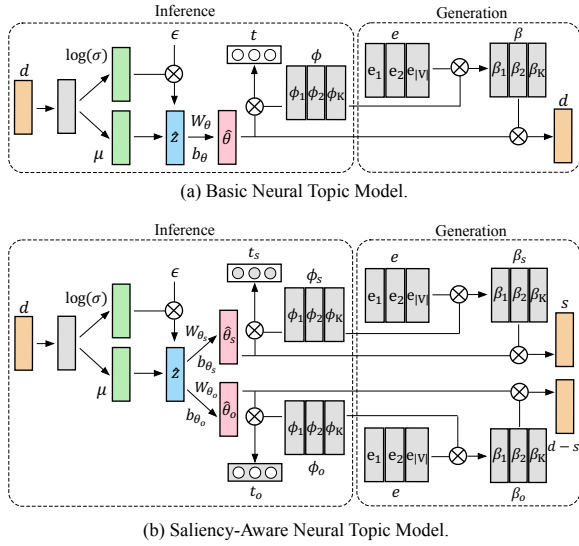 Inference Generation
d log(σ) ϵ t ϕ e β
e₁ e₂ e|V| β₁ β₂ βK
ϕ₁ ϕ₂ ϕK
μ ẑ Wθ bθ θ̂ d
(a) Basic Neural Topic Model.
Inference Generation
d log(σ) ϵ tₛ ϕₛ e βₛ
e₁ e₂ e|V| β₁ β₂ βK
ϕ₁ ϕ₂ ϕK s
μ ẑ Wθₛ bθₛ θ̂ₛ
Wθₒ bθₒ θ̂ₒ
ϕ₁ ϕ₂ ϕK d − s
e₁ e₂ e|V| β₁ β₂ βK
tₒ ϕₒ e βₒ
(b) Saliency-Aware Neural Topic Model.